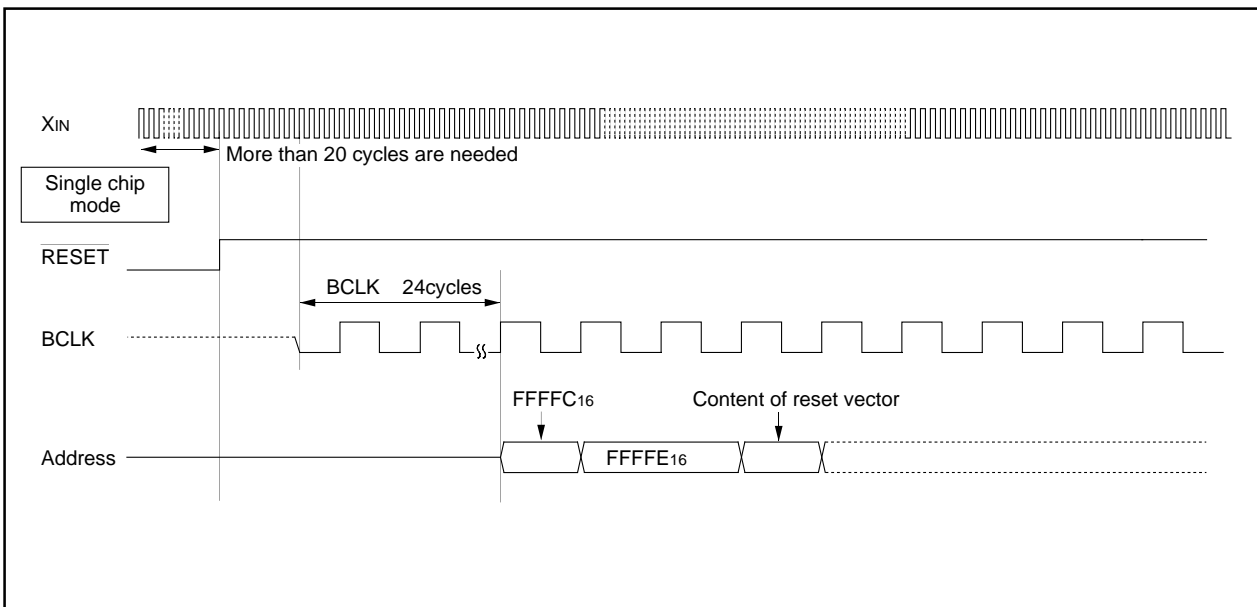 XIN
More than 20 cycles are needed
Single chip
mode
RESET
BCLK 24cycles
BCLK
FFFFC16
Content of reset vector
Address
FFFFE16